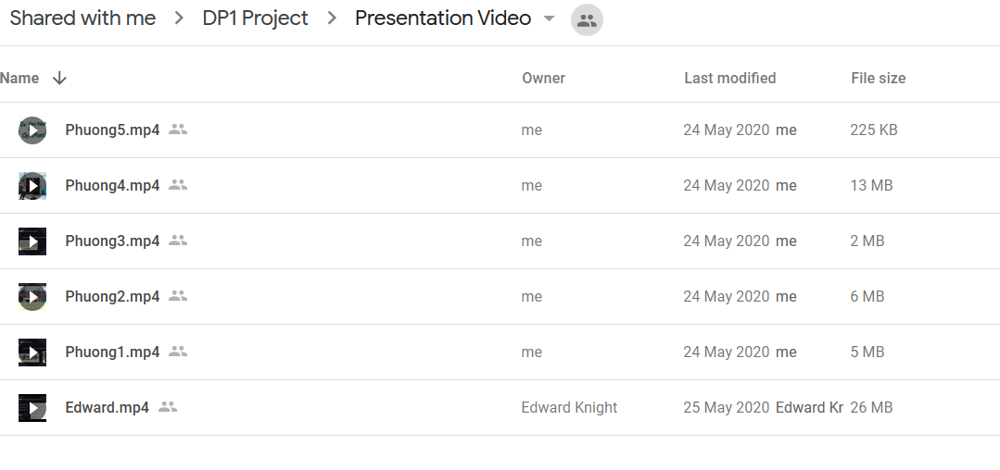 Shared with me > DP1 Project > Presentation Video
Name Owner Last modified File size
Phuong5.mp4 me 24 May 2020 me 225 KB
Phuong4.mp4 me 24 May 2020 me 13 MB
Phuong3.mp4 me 24 May 2020 me 2 MB
Phuong2.mp4 me 24 May 2020 me 6 MB
Phuong1.mp4 me 24 May 2020 me 5 MB
Edward.mp4 Edward Knight 25 May 2020 Edward Kr 26 MB